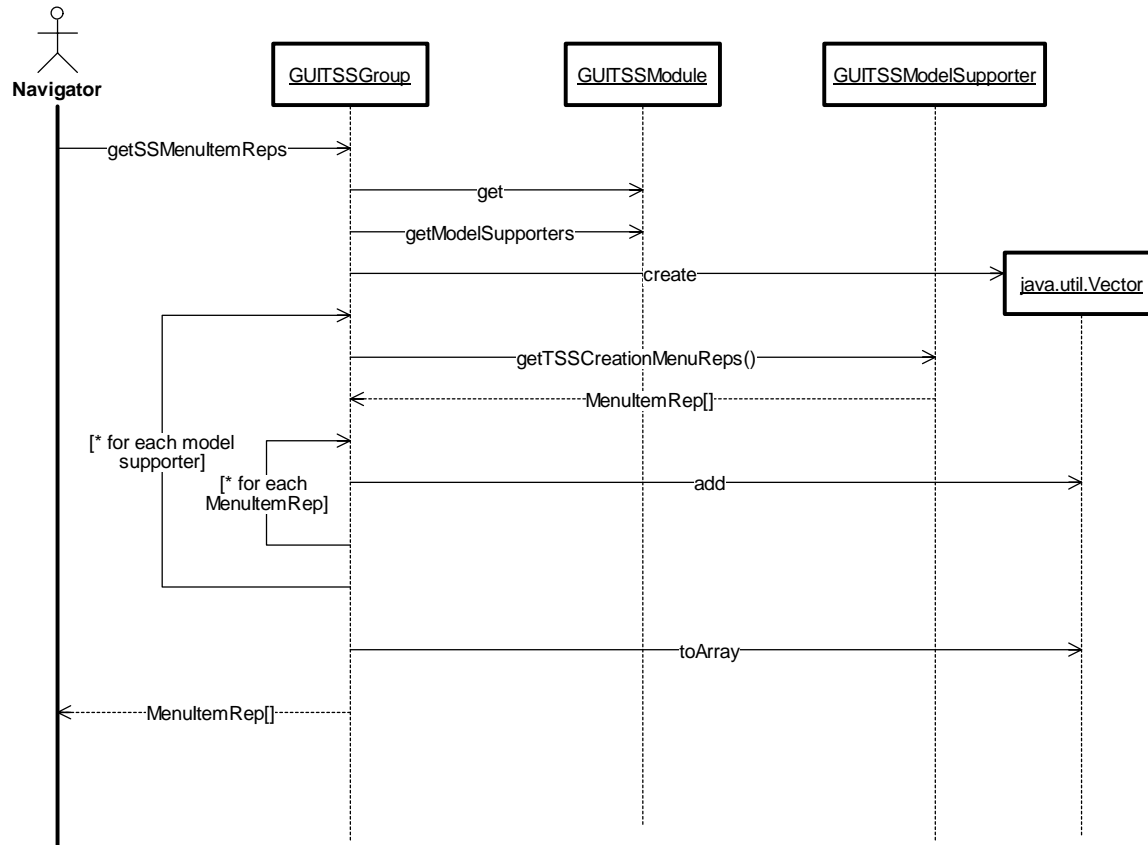 Navigator
GUITSSGroup
GUITSSModule
GUITSSModelSupporter
getSSMenuItemReps
get
getModelSupporters
create
java.util.Vector
getTSSCreationMenuReps()
MenuItemRep[]
[* for each model
supporter]
[* for each
MenuItemRep]
add
toArray
MenuItemRep[]